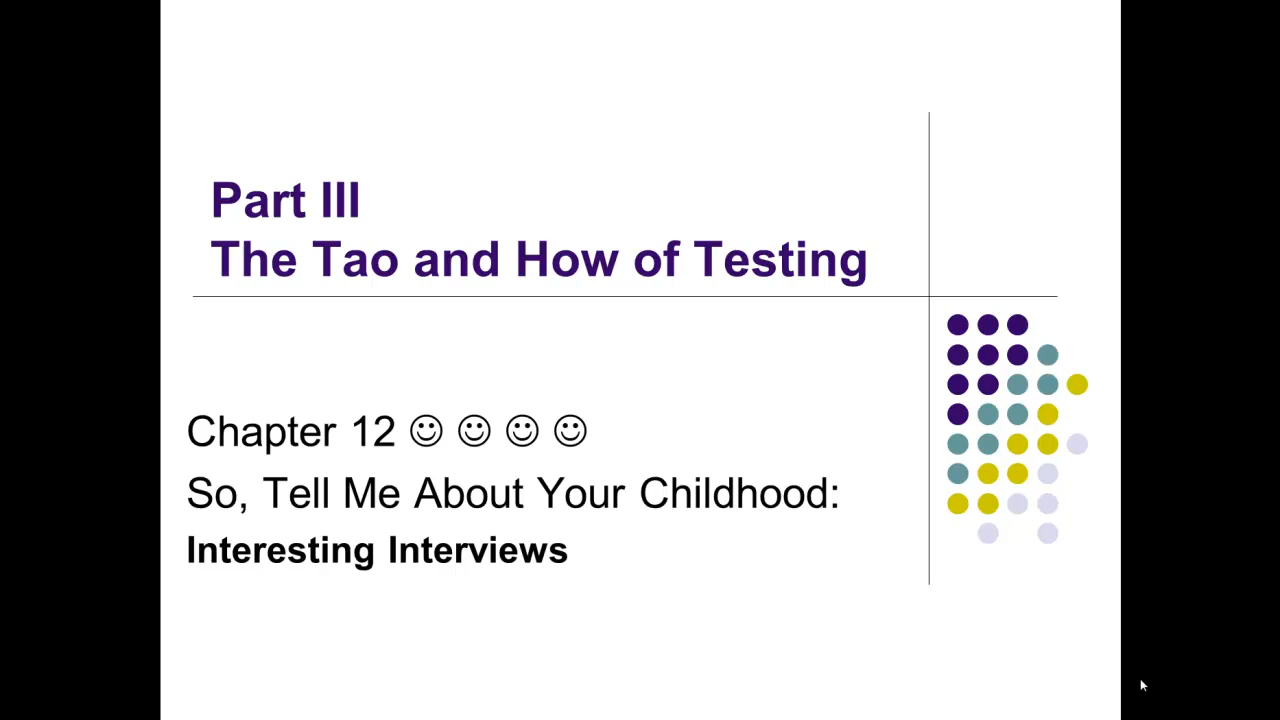 Part III
The Tao and How of Testing
Chapter 12 ☺ ☺ ☺ ☺
So, Tell Me About Your Childhood:
Interesting Interviews